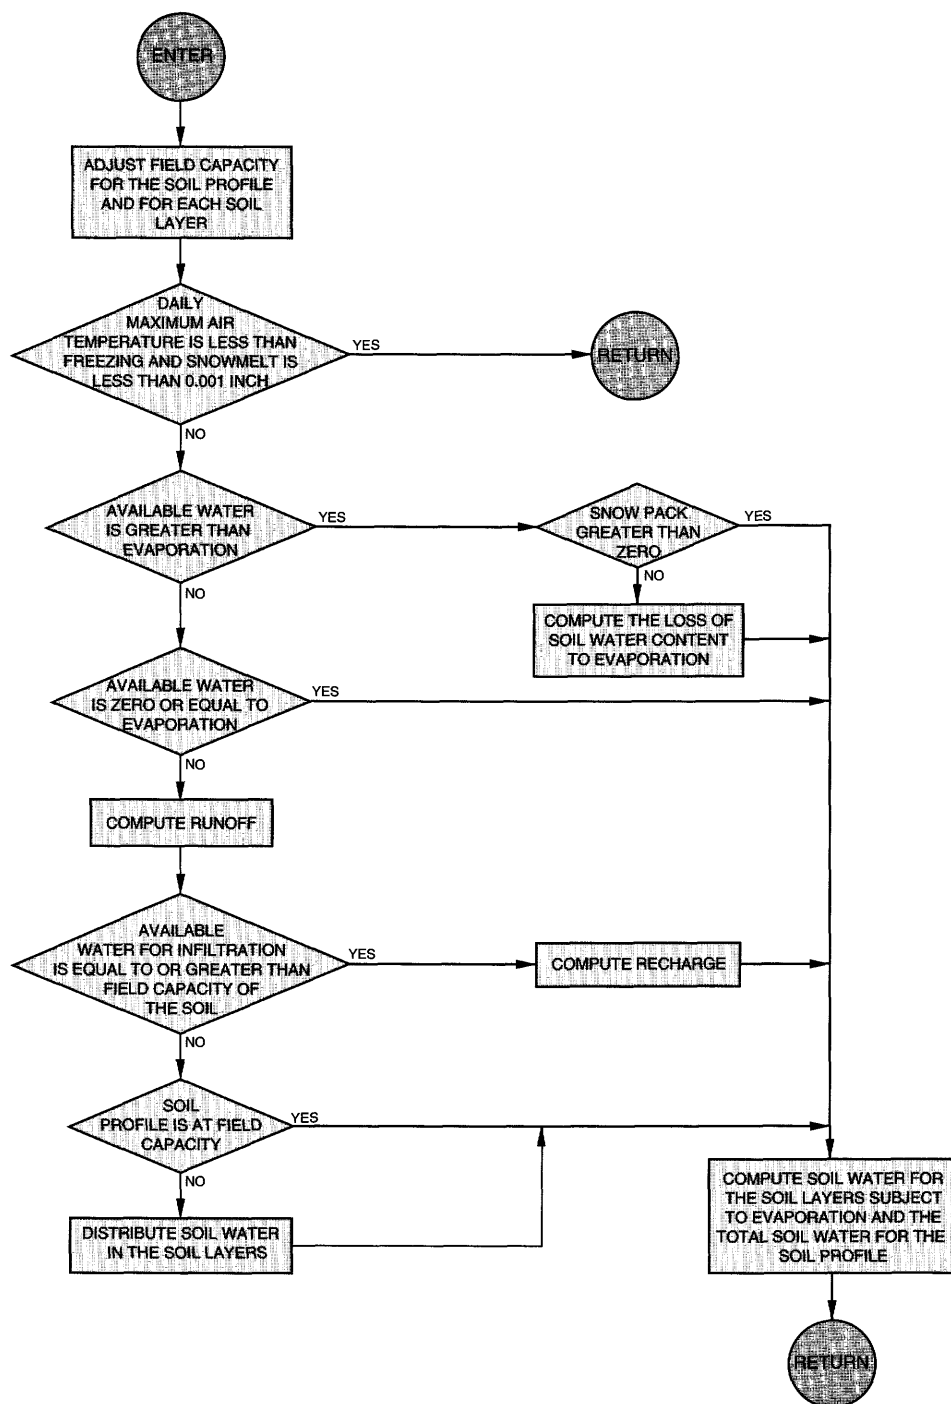 ENTER
ADJUST FIELD CAPACITY
FOR THE SOIL PROFILE
AND FOR EACH SOIL
LAYER
DAILY
MAXIMUM AIR
TEMPERATURE IS LESS THAN
FREEZING AND SNOWMELT IS
LESS THAN 0.001 INCH
YES
RETURN
NO
AVAILABLE WATER
IS GREATER THAN
EVAPORATION
YES
SNOW PACK
GREATER THAN
ZERO
YES
NO
NO
COMPUTE THE LOSS OF
SOIL WATER CONTENT
TO EVAPORATION
AVAILABLE WATER
IS ZERO OR EQUAL TO
EVAPORATION
YES
NO
COMPUTE RUNOFF
AVAILABLE
WATER FOR INFILTRATION
IS EQUAL TO OR GREATER THAN
FIELD CAPACITY OF
THE SOIL
YES
COMPUTE RECHARGE
NO
SOIL
PROFILE IS AT FIELD
CAPACITY
YES
NO
DISTRIBUTE SOIL WATER
IN THE SOIL LAYERS
COMPUTE SOIL WATER FOR
THE SOIL LAYERS SUBJECT
TO EVAPORATION AND THE
TOTAL SOIL WATER FOR THE
SOIL PROFILE
RETURN